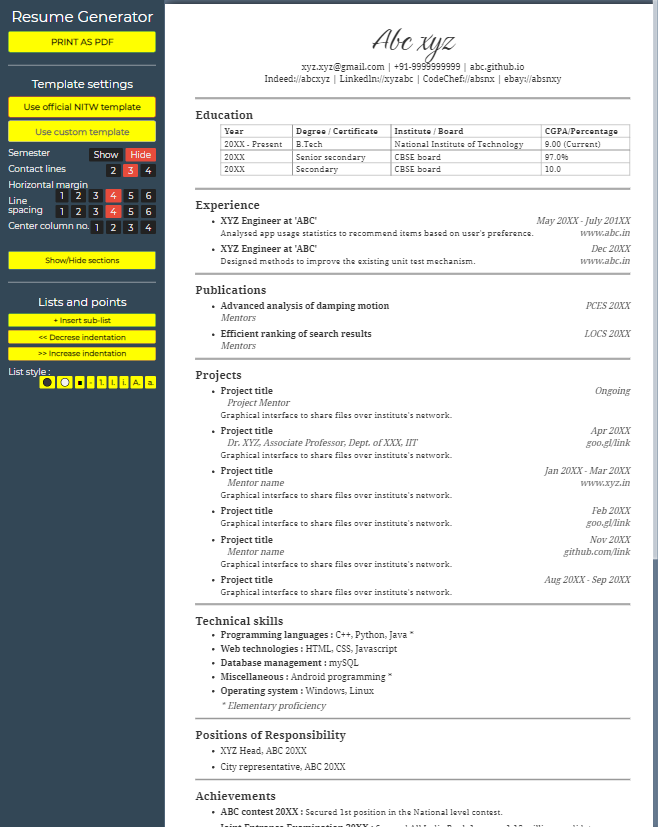 Resume Generator
PRINT AS PDF
Template settings
Use official NITW template
Use custom template
Semester Show Hide
Contact lines 2 3 4
Horizontal margin
1 2 3 4 5 6
Line spacing 1 2 3 4 5 6
Center column no. 1 2 3 4
Show/Hide sections
Lists and points
+ Insert sub-list
<< Decrese indentation
>> Increase indentation
List style :
- 1. I. i. A. a.
Abc xyz
xyz.xyz@gmail.com | +91-9999999999 | abc.github.io
Indeed://abcxyz | LinkedIn://xyzabc | CodeChef://absnx | ebay://absnxy
Education
Year Degree / Certificate Institute / Board CGPA/Percentage
20XX - Present B.Tech National Institute of Technology 9.00 (Current)
20XX Senior secondary CBSE board 97.0%
20XX Secondary CBSE board 10.0
Experience
• XYZ Engineer at 'ABC' May 20XX - July 201XX
Analysed app usage statistics to recommend items based on user's preference. www.abc.in
• XYZ Engineer at 'ABC' Dec 20XX
Designed methods to improve the existing unit test mechanism. www.abc.in
Publications
• Advanced analysis of damping motion PCES 20XX
Mentors
• Efficient ranking of search results LOCS 20XX
Mentors
Projects
• Project title Ongoing
Project Mentor
Graphical interface to share files over institute's network.
• Project title Apr 20XX
Dr. XYZ, Associate Professor, Dept. of XXX, IIT goo.gl/link
Graphical interface to share files over institute's network.
• Project title Jan 20XX - Mar 20XX
Mentor name www.xyz.in
Graphical interface to share files over institute's network.
• Project title Feb 20XX
Graphical interface to share files over institute's network. goo.gl/link
• Project title Nov 20XX
Mentor name github.com/link
Graphical interface to share files over institute's network.
• Project title Aug 20XX - Sep 20XX
Graphical interface to share files over institute's network.
Technical skills
• Programming languages : C++, Python, Java *
• Web technologies : HTML, CSS, Javascript
• Database management : mySQL
• Miscellaneous : Android programming *
• Operating system : Windows, Linux
* Elementary proficiency
Positions of Responsibility
• XYZ Head, ABC 20XX
• City representative, ABC 20XX
Achievements
• ABC contest 20XX : Secured 1st position in the National level contest.